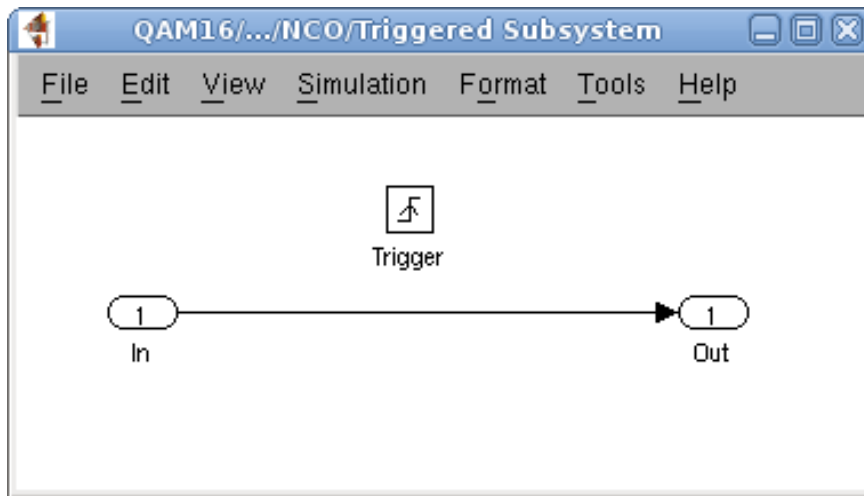 QAM16/.../NCO/Triggered Subsystem
File Edit View Simulation Format Tools Help
Trigger
1 1
In Out